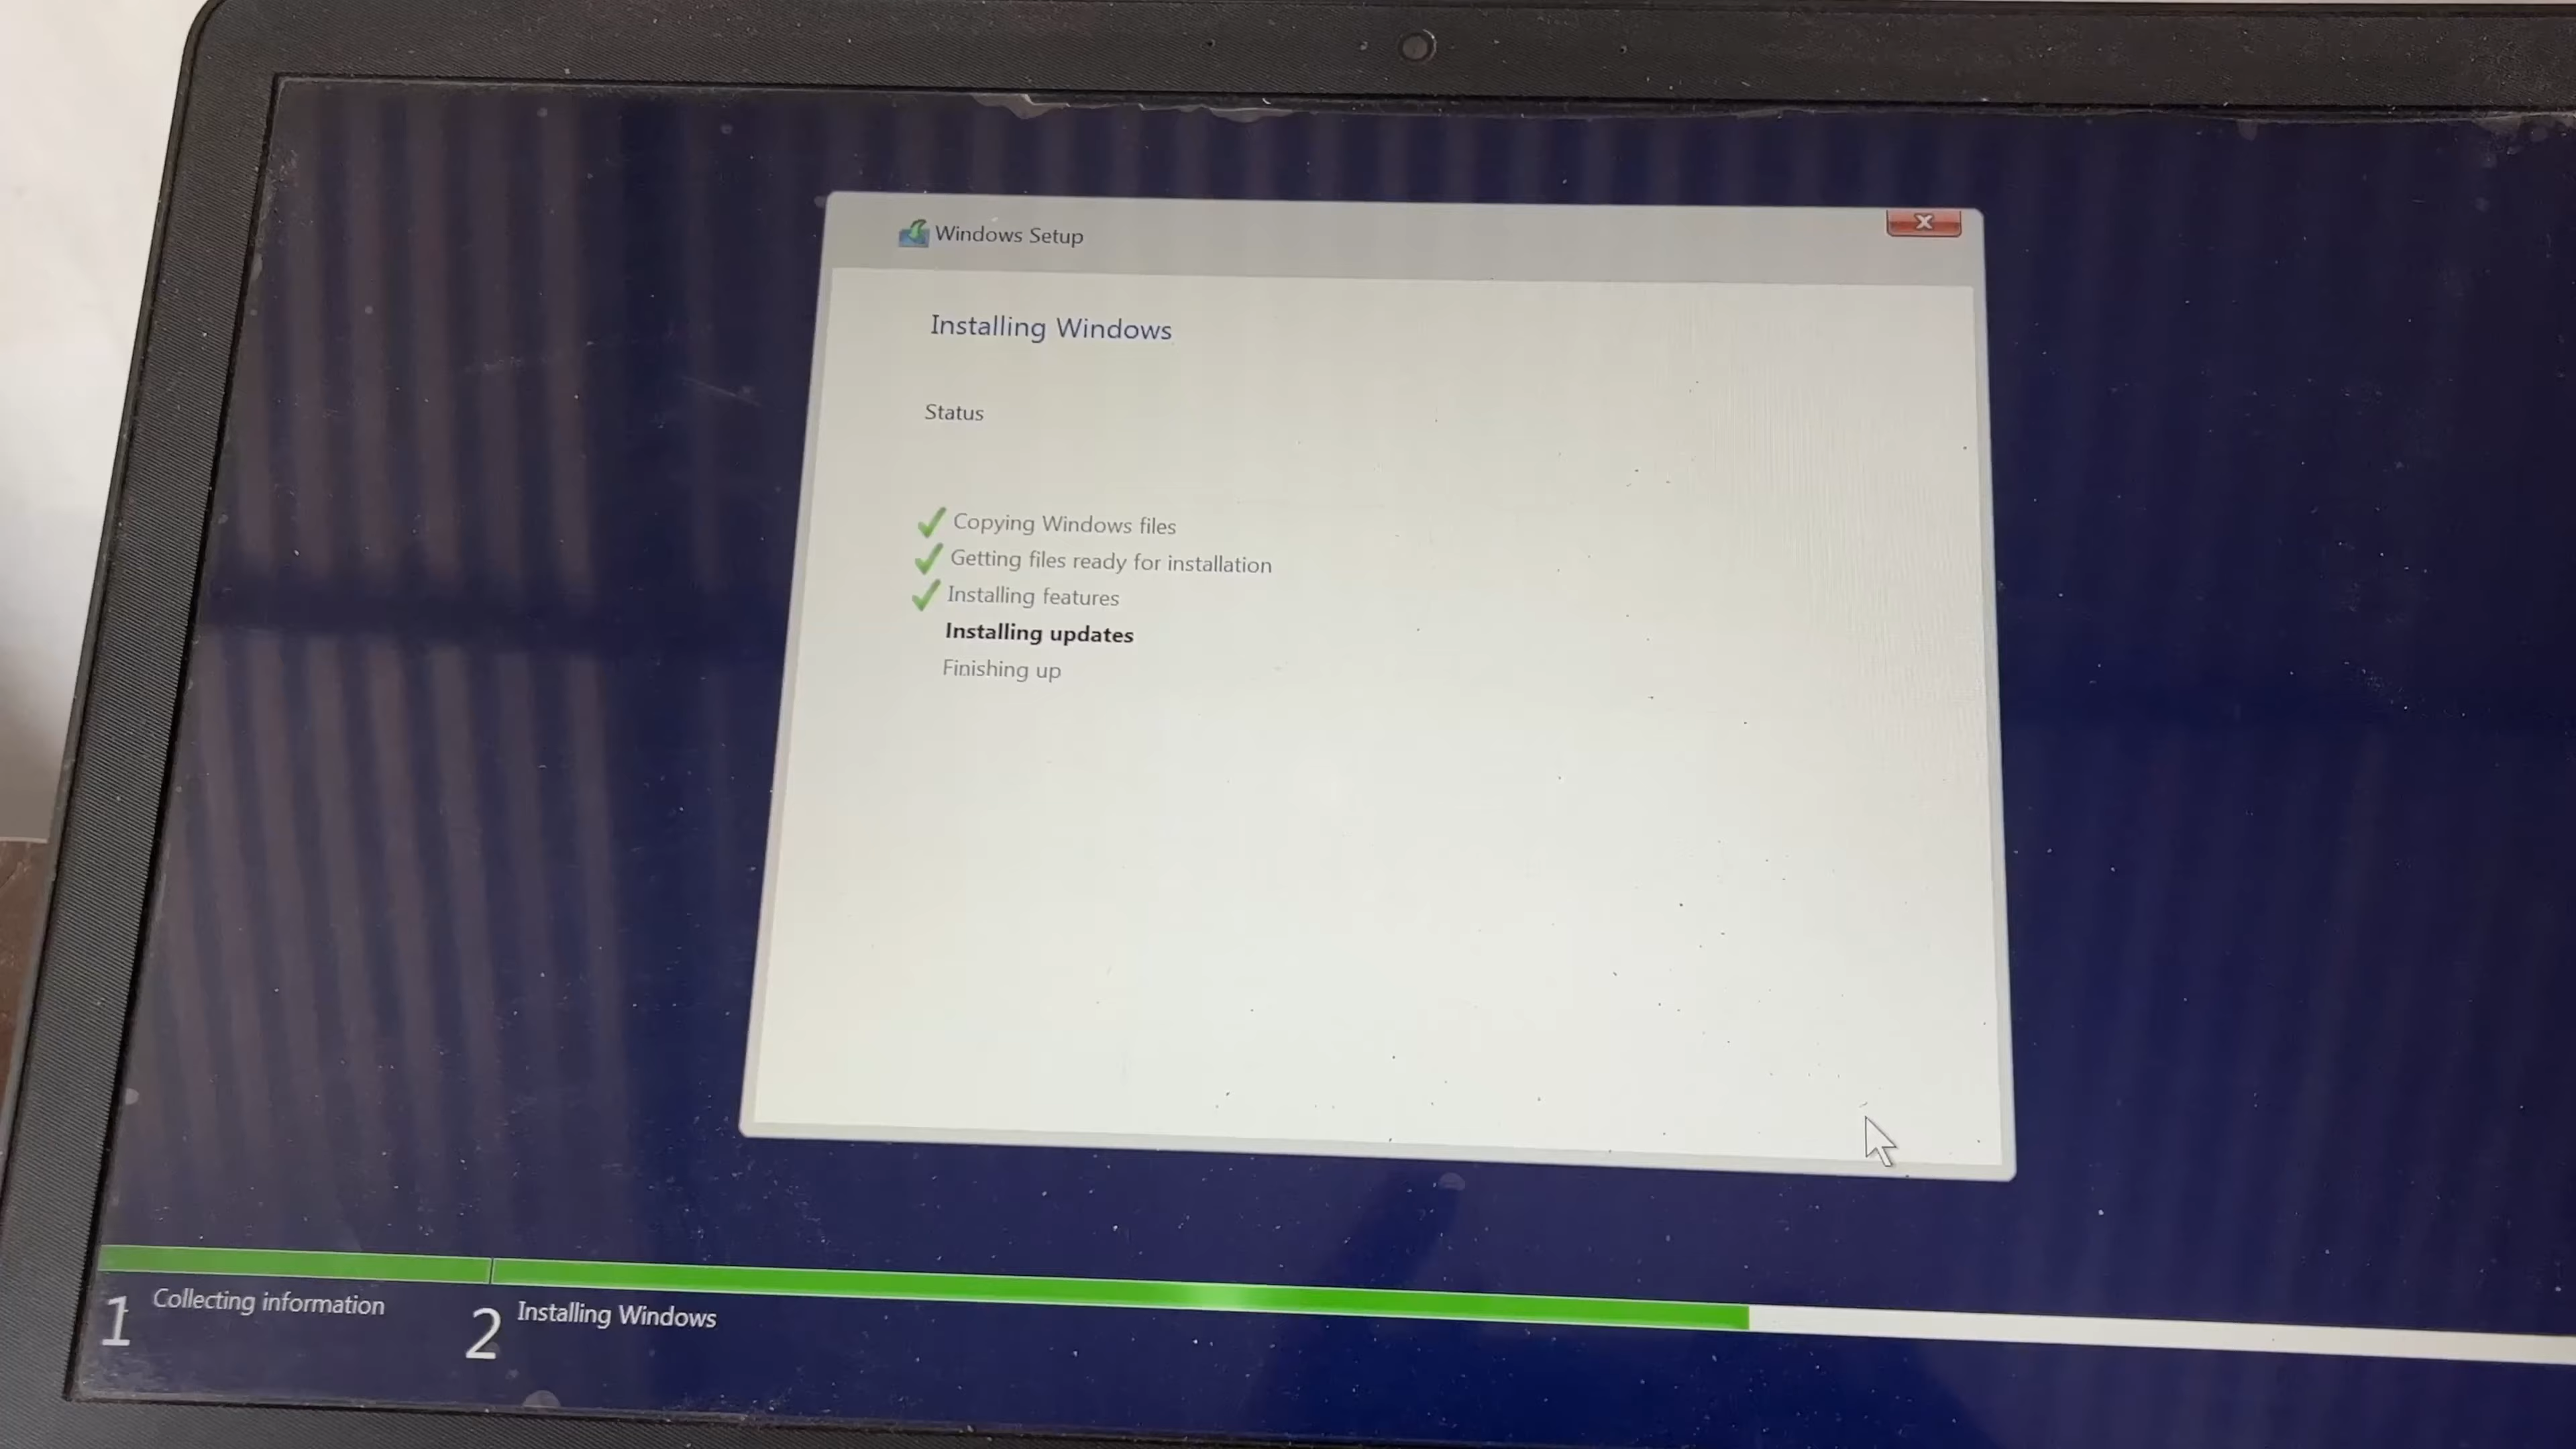 Windows Setup
Installing Windows
Status
Copying Windows files
Getting files ready for installation
Installing features
Installing updates
Finishing up
1 Collecting information
2 Installing Windows